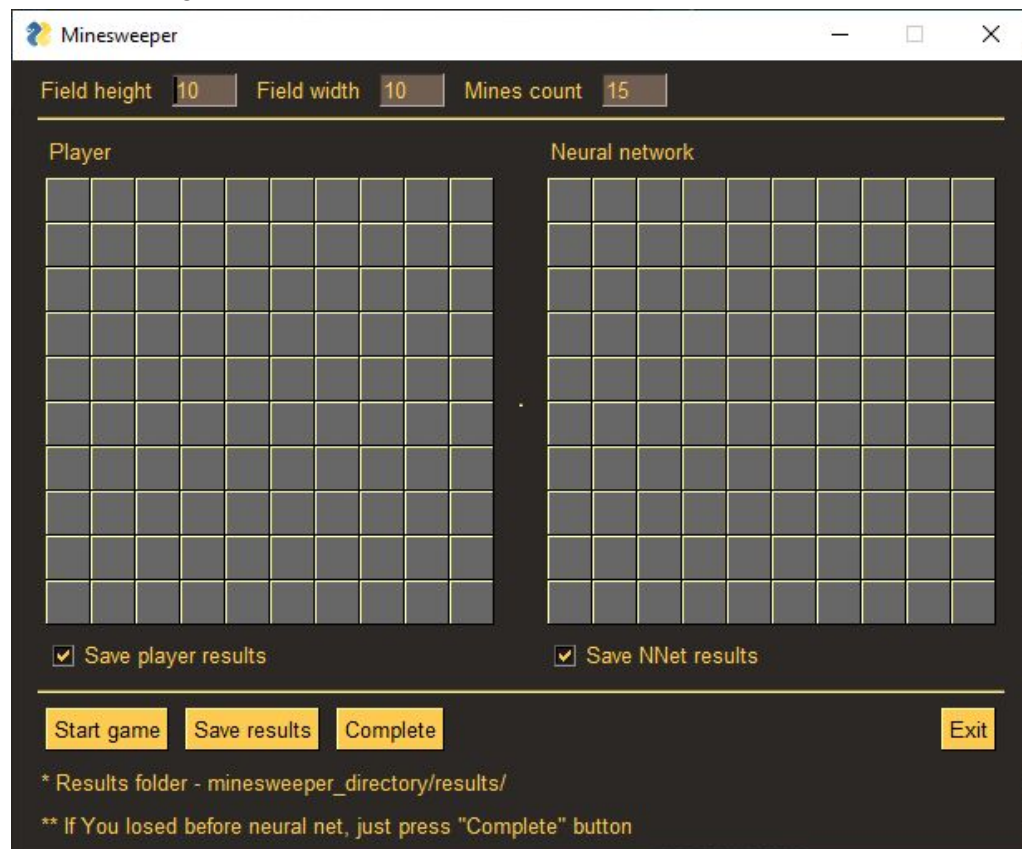 Minesweeper
Field height 10 Field width 10 Mines count 15
Player Neural network
Save player results Save NNet results
Start game Save results Complete Exit
* Results folder - minesweeper_directory/results/
** If You losed before neural net, just press "Complete" button